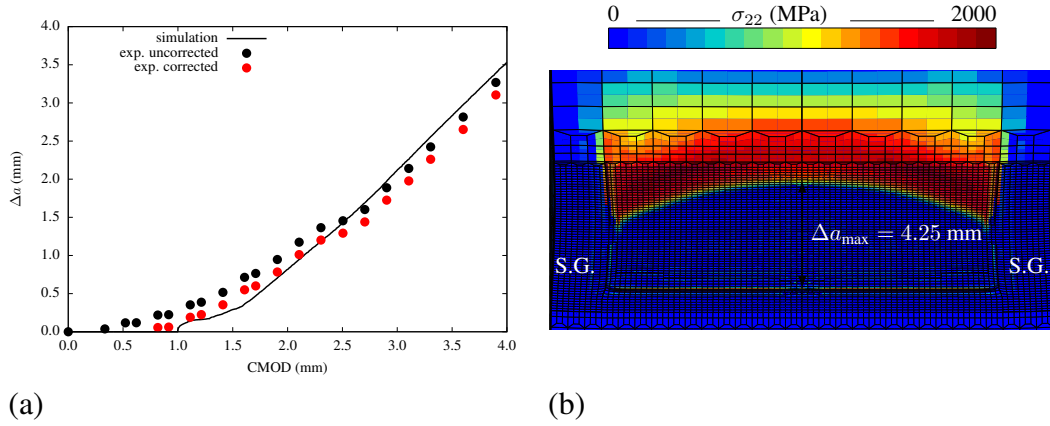 simulation
exp. uncorrected
exp. corrected
4.0
3.5
3.0
2.5
2.0
1.5
1.0
0.5
0.0
Δa (mm)
0.0 0.5 1.0 1.5 2.0 2.5 3.0 3.5 4.0
CMOD (mm)
(a)
0 σ22 (MPa) 2000
Δamax = 4.25 mm
S.G. S.G.
(b)